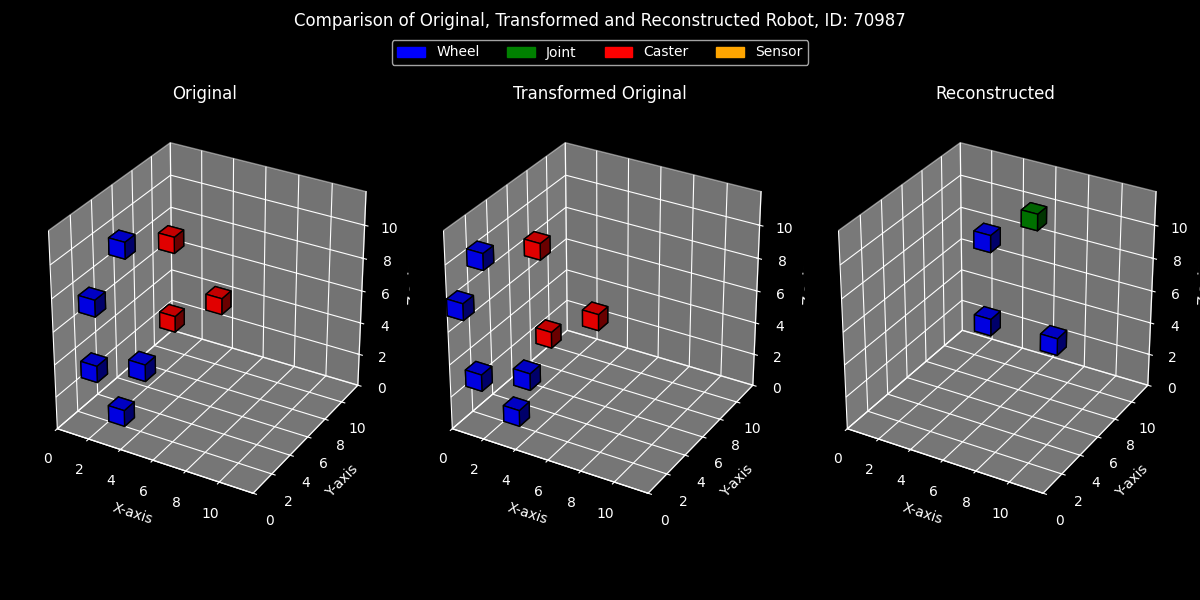 Comparison of Original, Transformed and Reconstructed Robot, ID: 70987
Wheel Joint Caster Sensor
Original Transformed Original Reconstructed
10 8 6 4 2 0
10 8 6 4 2 0
10 8 6 4 2 0
0 2 4 6 8 10
X-axis
0 2 4 6 8 10
Y-axis
0 2 4 6 8 10
X-axis
0 2 4 6 8 10
Y-axis
0 2 4 6 8 10
X-axis
0 2 4 6 8 10
Y-axis